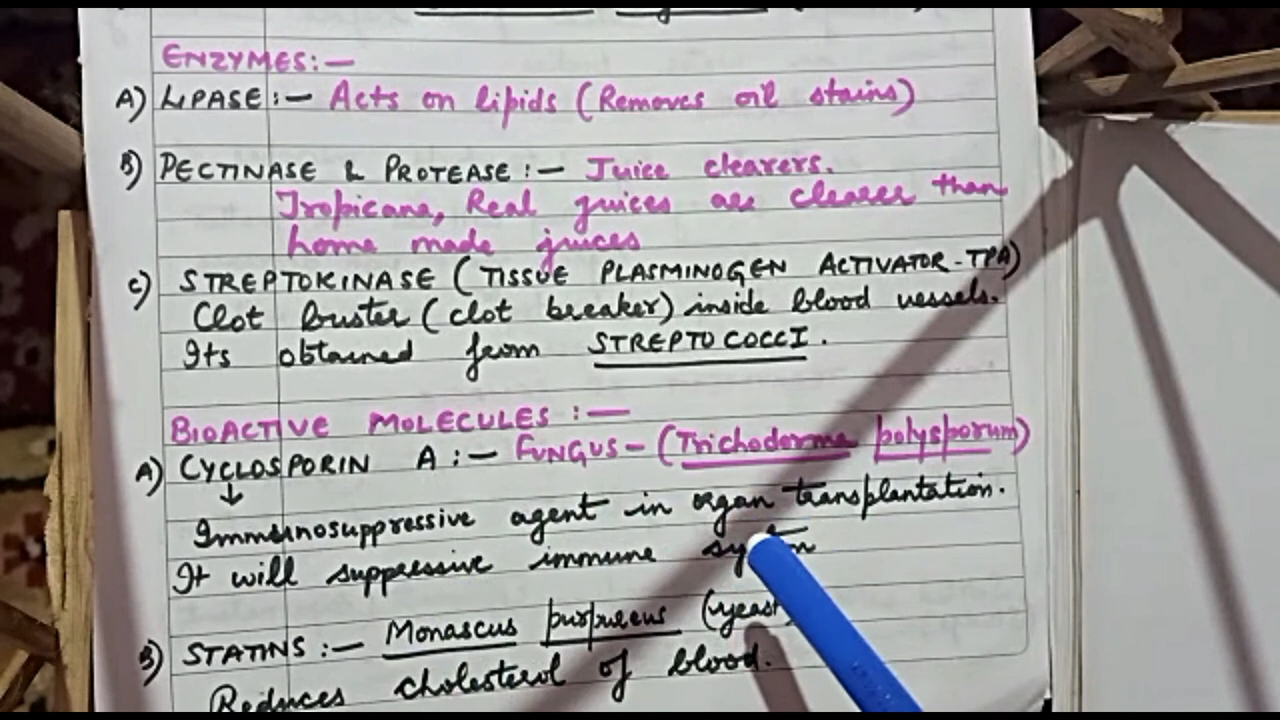 ENZYMES:-
A) LIPASE:- Acts on lipids (Removes oil stains)
B) PECTINASE & PROTEASE:- Juice clearers.
Tropicana, Real juices are clearer than
home made juices
C) STREPTOKINASE (TISSUE PLASMINOGEN ACTIVATOR-TPA)
Clot buster (clot breaker) inside blood vessels.
Its obtained from STREPTOCOCCI.
BIOACTIVE MOLECULES:-
A) CYCLOSPORIN A:- FUNGUS- (Trichoderma polysporum)
↓
Immunosuppressive agent in organ transplantation.
It will suppressive immune
B) STATINS:- Monascus purpureus (yeast)
Reduces cholesterol of blood.